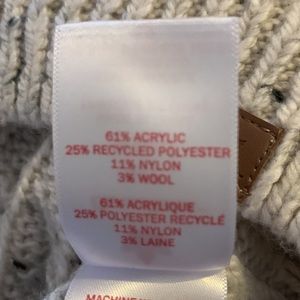 61% ACRYLIC
25% RECYCLED POLYESTER
11% NYLON
3% WOOL
61% ACRYLIQUE
25% POLYESTER RECYCLÉ
11% NYLON
3% LAINE